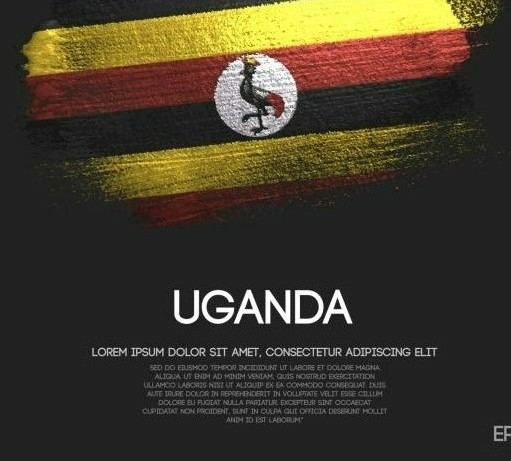 UGANDA
LOREM IPSUM DOLOR SIT AMET, CONSECTETUR ADIPISCING ELIT
SED DO EIUSMOD TEMPOR INCIDIDUNT UT LABORE ET DOLORE MAGNA
ALIQUA. UT ENIM AD MINIM VENIAM, QUIS NOSTRUD EXERCITATION
ULLAMCO LABORIS NISI UT ALIQUIP EX EA COMMODO CONSEQUAT. DUIS
AUTE IRURE DOLOR IN REPREHENDERIT IN VOLUPTATE VELIT ESSE CILLUM
DOLORE EU FUGIAT NULLA PARIATUR. EXCEPTEUR SINT OCCAECAT
CUPIDATAT NON PROIDENT, SUNT IN CULPA QUI OFFICIA DESERUNT MOLLIT
ANIM ID EST LABORUM."